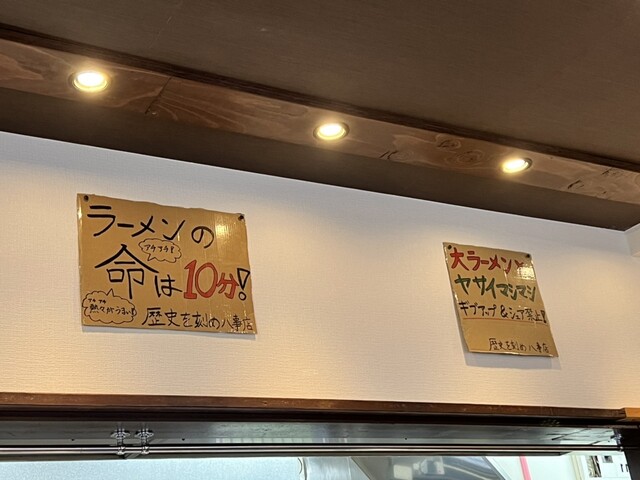 ラーメンの
アツアツ!
命は10分!
熱々がうまい!
歴史を刻め八事店
大ラーメン×
ヤサイマシマシ
ギブアップ&シェア禁止!!
歴史を刻め八事店